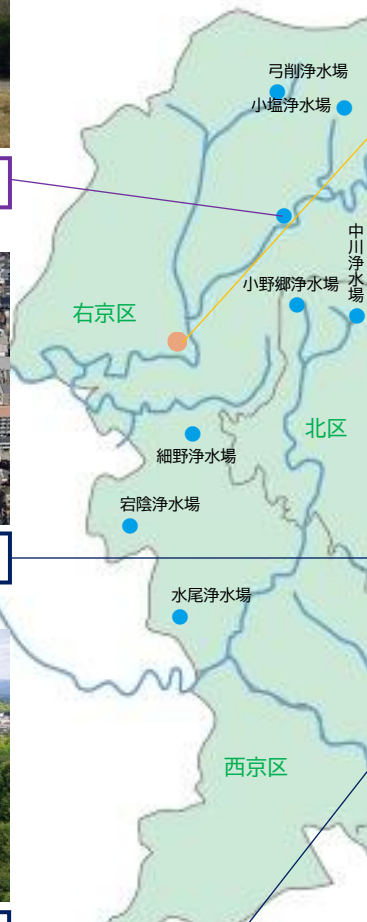 弓削浄水場
小塩浄水場
中川浄水場
小野郷浄水場
右京区
北区
細野浄水場
宕陰浄水場
水尾浄水場
西京区